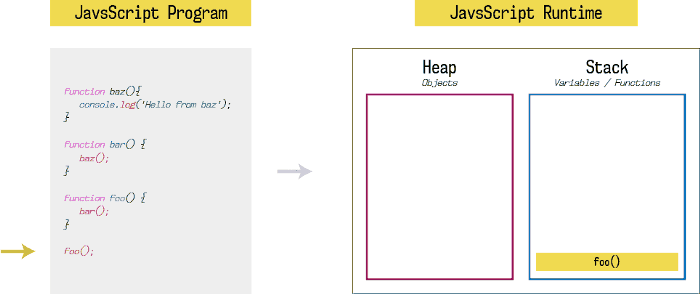 JavsScript Program
JavsScript Runtime
function baz(){
console.log('Hello from baz');
}
function bar() {
baz();
}
function foo() {
bar();
}
foo();
Heap
Objects
Stack
Variables / Functions
foo()